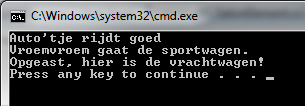 C:\Windows\system32\cmd.exe
Auto'tje rijdt goed
Vroemvroem gaat de sportwagen.
Opgeast, hier is de vrachtwagen!
Press any key to continue . . . _